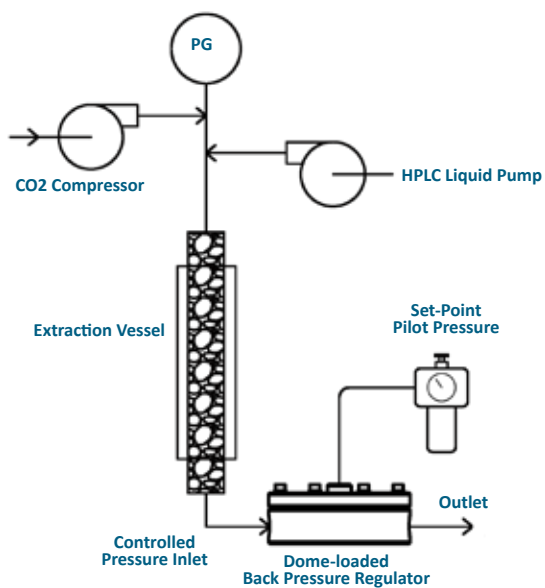 PG
CO2 Compressor
HPLC Liquid Pump
Extraction Vessel
Set-Point
Pilot Pressure
Outlet
Controlled
Pressure Inlet
Dome-loaded
Back Pressure Regulator